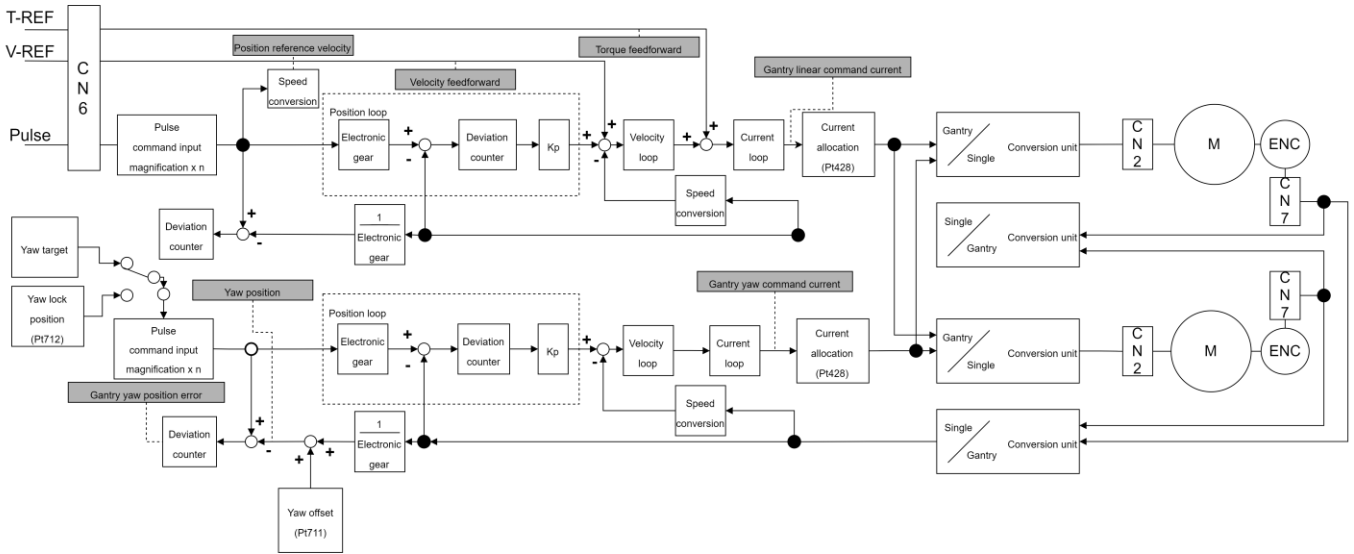 T-REF
V-REF
Pulse
C
N
6
Position reference velocity
Torque feedforward
Velocity feedforward
Gantry linear command current
Speed
conversion
Pulse
command input
magnification x n
Position loop
Electronic
gear
+
-
Deviation
counter
Kp
+
+
-
Velocity
loop
+
+
Current
loop
Current
allocation
(Pt428)
Gantry
Single
Conversion unit
C
N
2
M
ENC
C
N
7
Speed
conversion
Deviation
counter
+
-
1
Electronic
gear
Single
Gantry
Conversion unit
Yaw target
Yaw lock
position
(Pt712)
Yaw position
Gantry yaw command current
C
N
7
Pulse
command input
magnification x n
Position loop
Electronic
gear
+
-
Deviation
counter
Kp
+
-
Velocity
loop
Current
loop
Current
allocation
(Pt428)
Gantry
Single
Conversion unit
C
N
2
M
ENC
Gantry yaw position error
Speed
conversion
Deviation
counter
+
-
+
+
1
Electronic
gear
Single
Gantry
Conversion unit
Yaw offset
(Pt711)